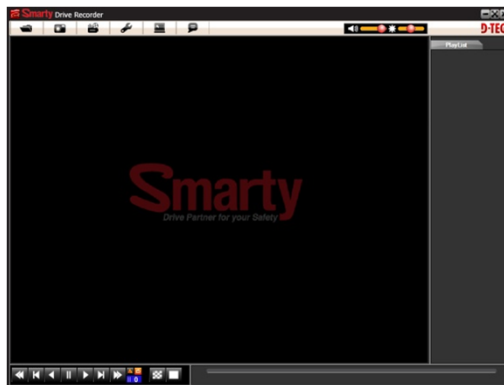 Smarty Drive Recorder
D-TEC
PlayList
Smarty
Drive Partner for your Safety